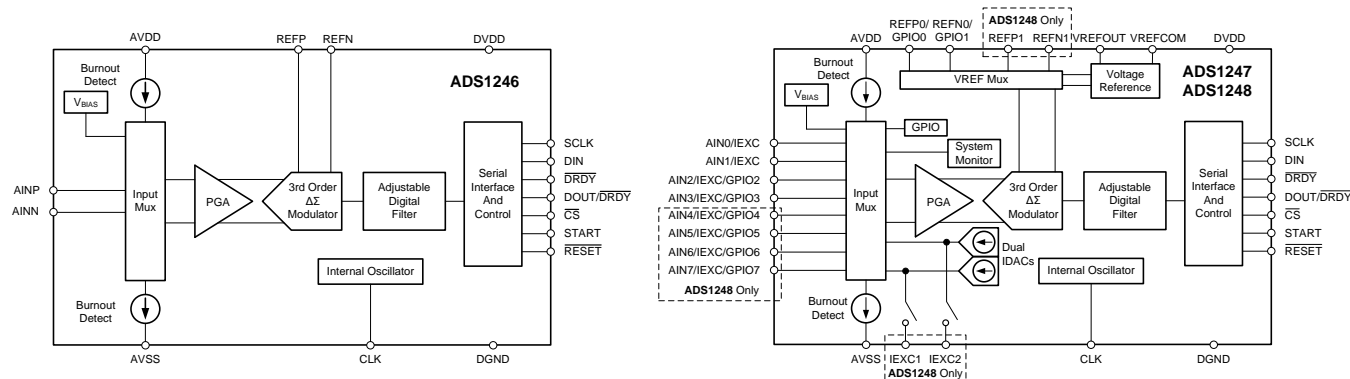 AVDD
REFP REFN
DVDD
Burnout
Detect
ADS1246
VBIAS
Input
Mux
PGA
3rd Order
ΔΣ
Modulator
Adjustable
Digital
Filter
Serial
Interface
And
Control
SCLK
DIN
DRDY
DOUT/DRDY
CS
START
RESET
AINP
AINN
Internal Oscillator
Burnout
Detect
AVSS
CLK
DGND
ADS1248 Only
REFP0/ REFN0/
GPIO0 GPIO1
REFP1 REFN1
AVDD
VREFOUT VREFCOM
DVDD
Burnout
Detect
VREF Mux
Voltage
Reference
ADS1247
ADS1248
VBIAS
GPIO
System
Monitor
AIN0/IEXC
AIN1/IEXC
AIN2/IEXC/GPIO2
AIN3/IEXC/GPIO3
AIN4/IEXC/GPIO4
AIN5/IEXC/GPIO5
AIN6/IEXC/GPIO6
AIN7/IEXC/GPIO7
ADS1248 Only
Input
Mux
PGA
3rd Order
ΔΣ
Modulator
Adjustable
Digital
Filter
Serial
Interface
And
Control
SCLK
DIN
DRDY
DOUT/DRDY
CS
START
RESET
Dual
IDACs
Internal Oscillator
Burnout
Detect
AVSS
IEXC1 IEXC2
ADS1248 Only
CLK
DGND